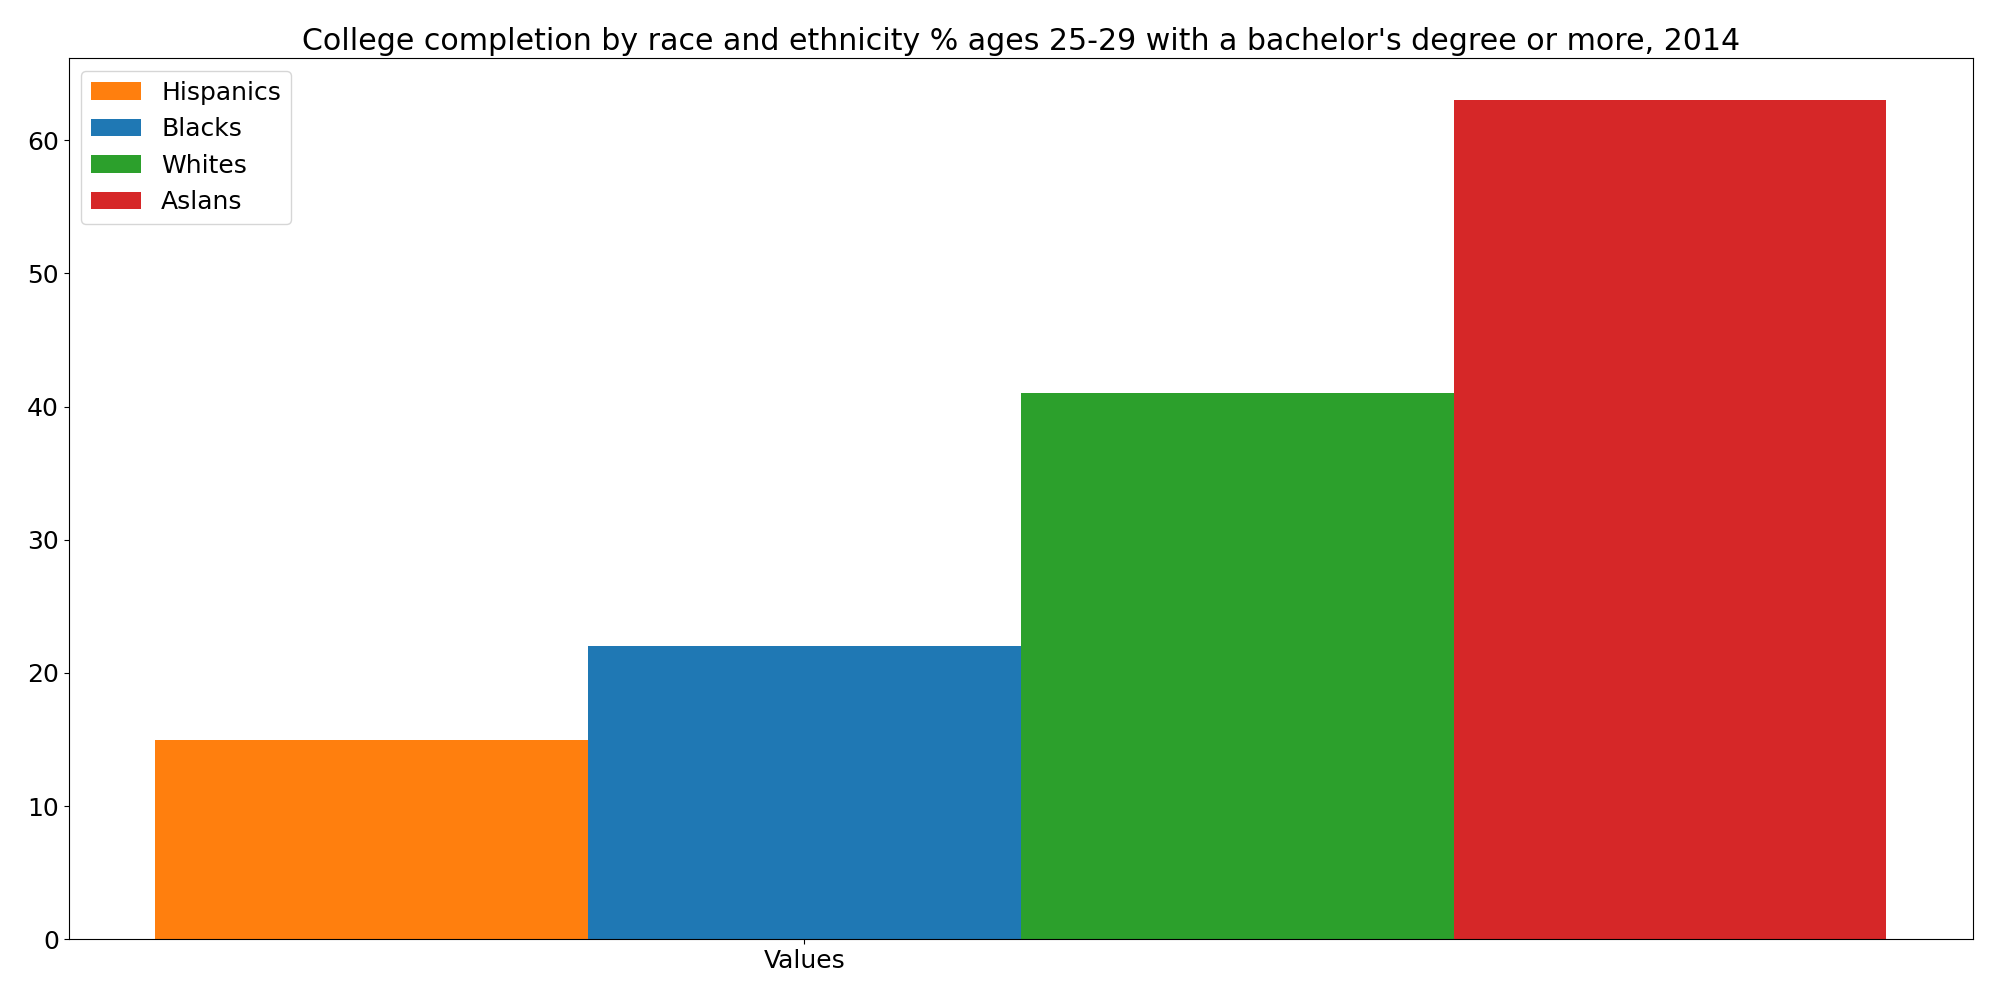 College completion by race and ethnicity % ages 25-29 with a bachelor's degree or more, 2014
Hispanics
Blacks
Whites
Aslans
60
50
40
30
20
10
0
Values